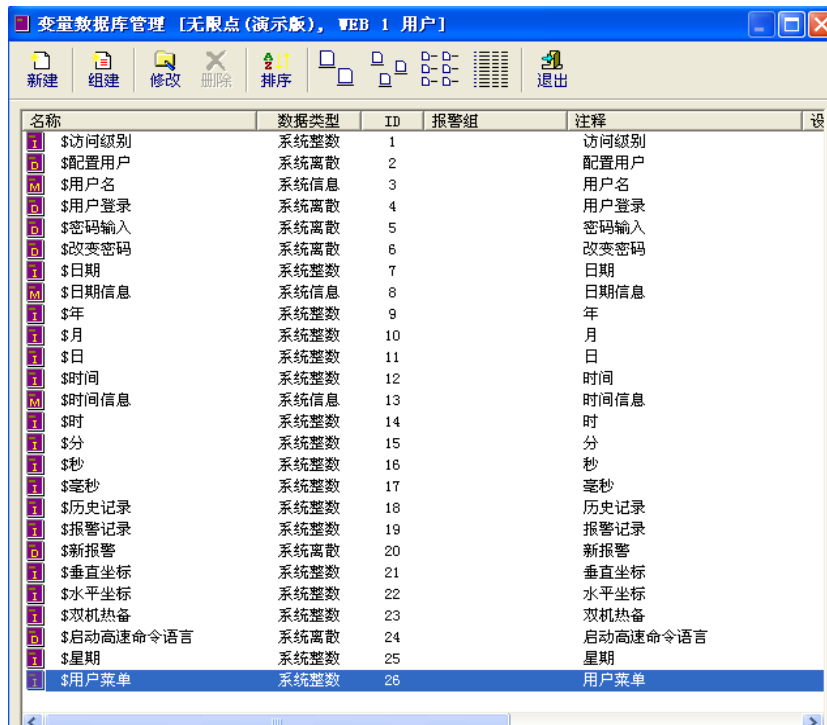 变量数据库管理 [无限点(演示版), WEB 1 用户]
新建 组建 修改 删除 排序 退出
名称 数据类型 ID 报警组 注释 设
$访问级别 系统整数 1 访问级别
$配置用户 系统离散 2 配置用户
$用户名 系统信息 3 用户名
$用户登录 系统离散 4 用户登录
$密码输入 系统离散 5 密码输入
$改变密码 系统离散 6 改变密码
$日期 系统整数 7 日期
$日期信息 系统信息 8 日期信息
$年 系统整数 9 年
$月 系统整数 10 月
$日 系统整数 11 日
$时间 系统整数 12 时间
$时间信息 系统信息 13 时间信息
$时 系统整数 14 时
$分 系统整数 15 分
$秒 系统整数 16 秒
$毫秒 系统整数 17 毫秒
$历史记录 系统整数 18 历史记录
$报警记录 系统整数 19 报警记录
$新报警 系统离散 20 新报警
$垂直坐标 系统整数 21 垂直坐标
$水平坐标 系统整数 22 水平坐标
$双机热备 系统整数 23 双机热备
$启动高速命令语言 系统离散 24 启动高速命令语言
$星期 系统整数 25 星期
$用户菜单 系统整数 26 用户菜单